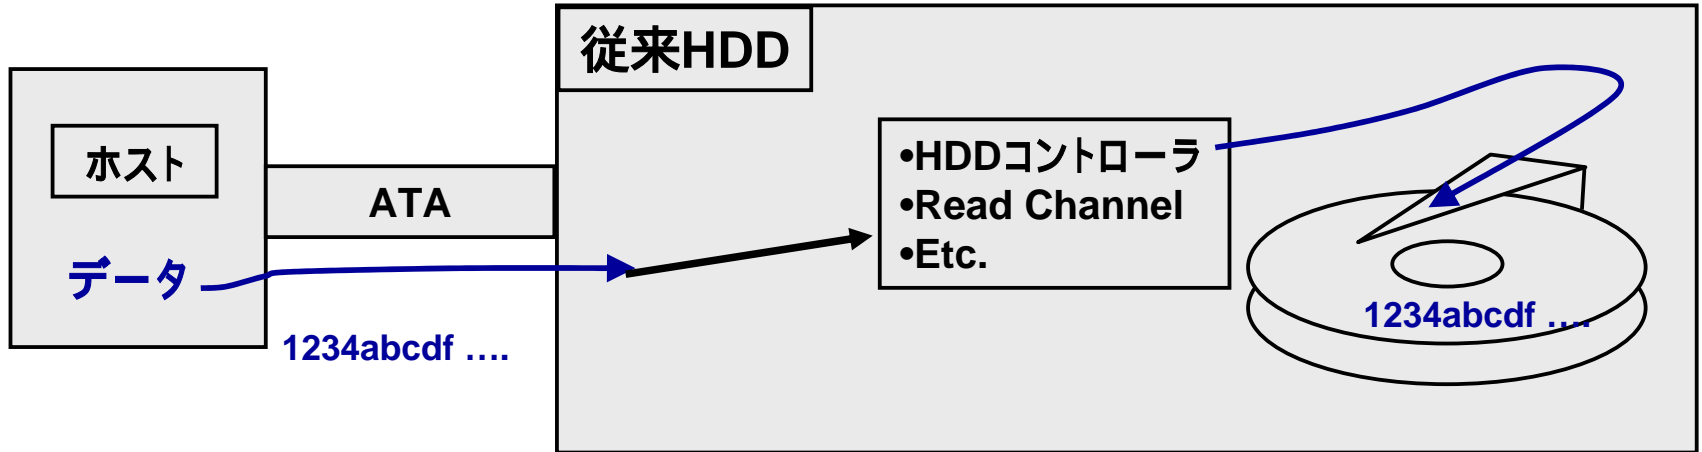 従来HDD
ホスト
ATA
データ
1234abcdf ….
•HDDコントローラ
•Read Channel
•Etc.
1234abcdf ….